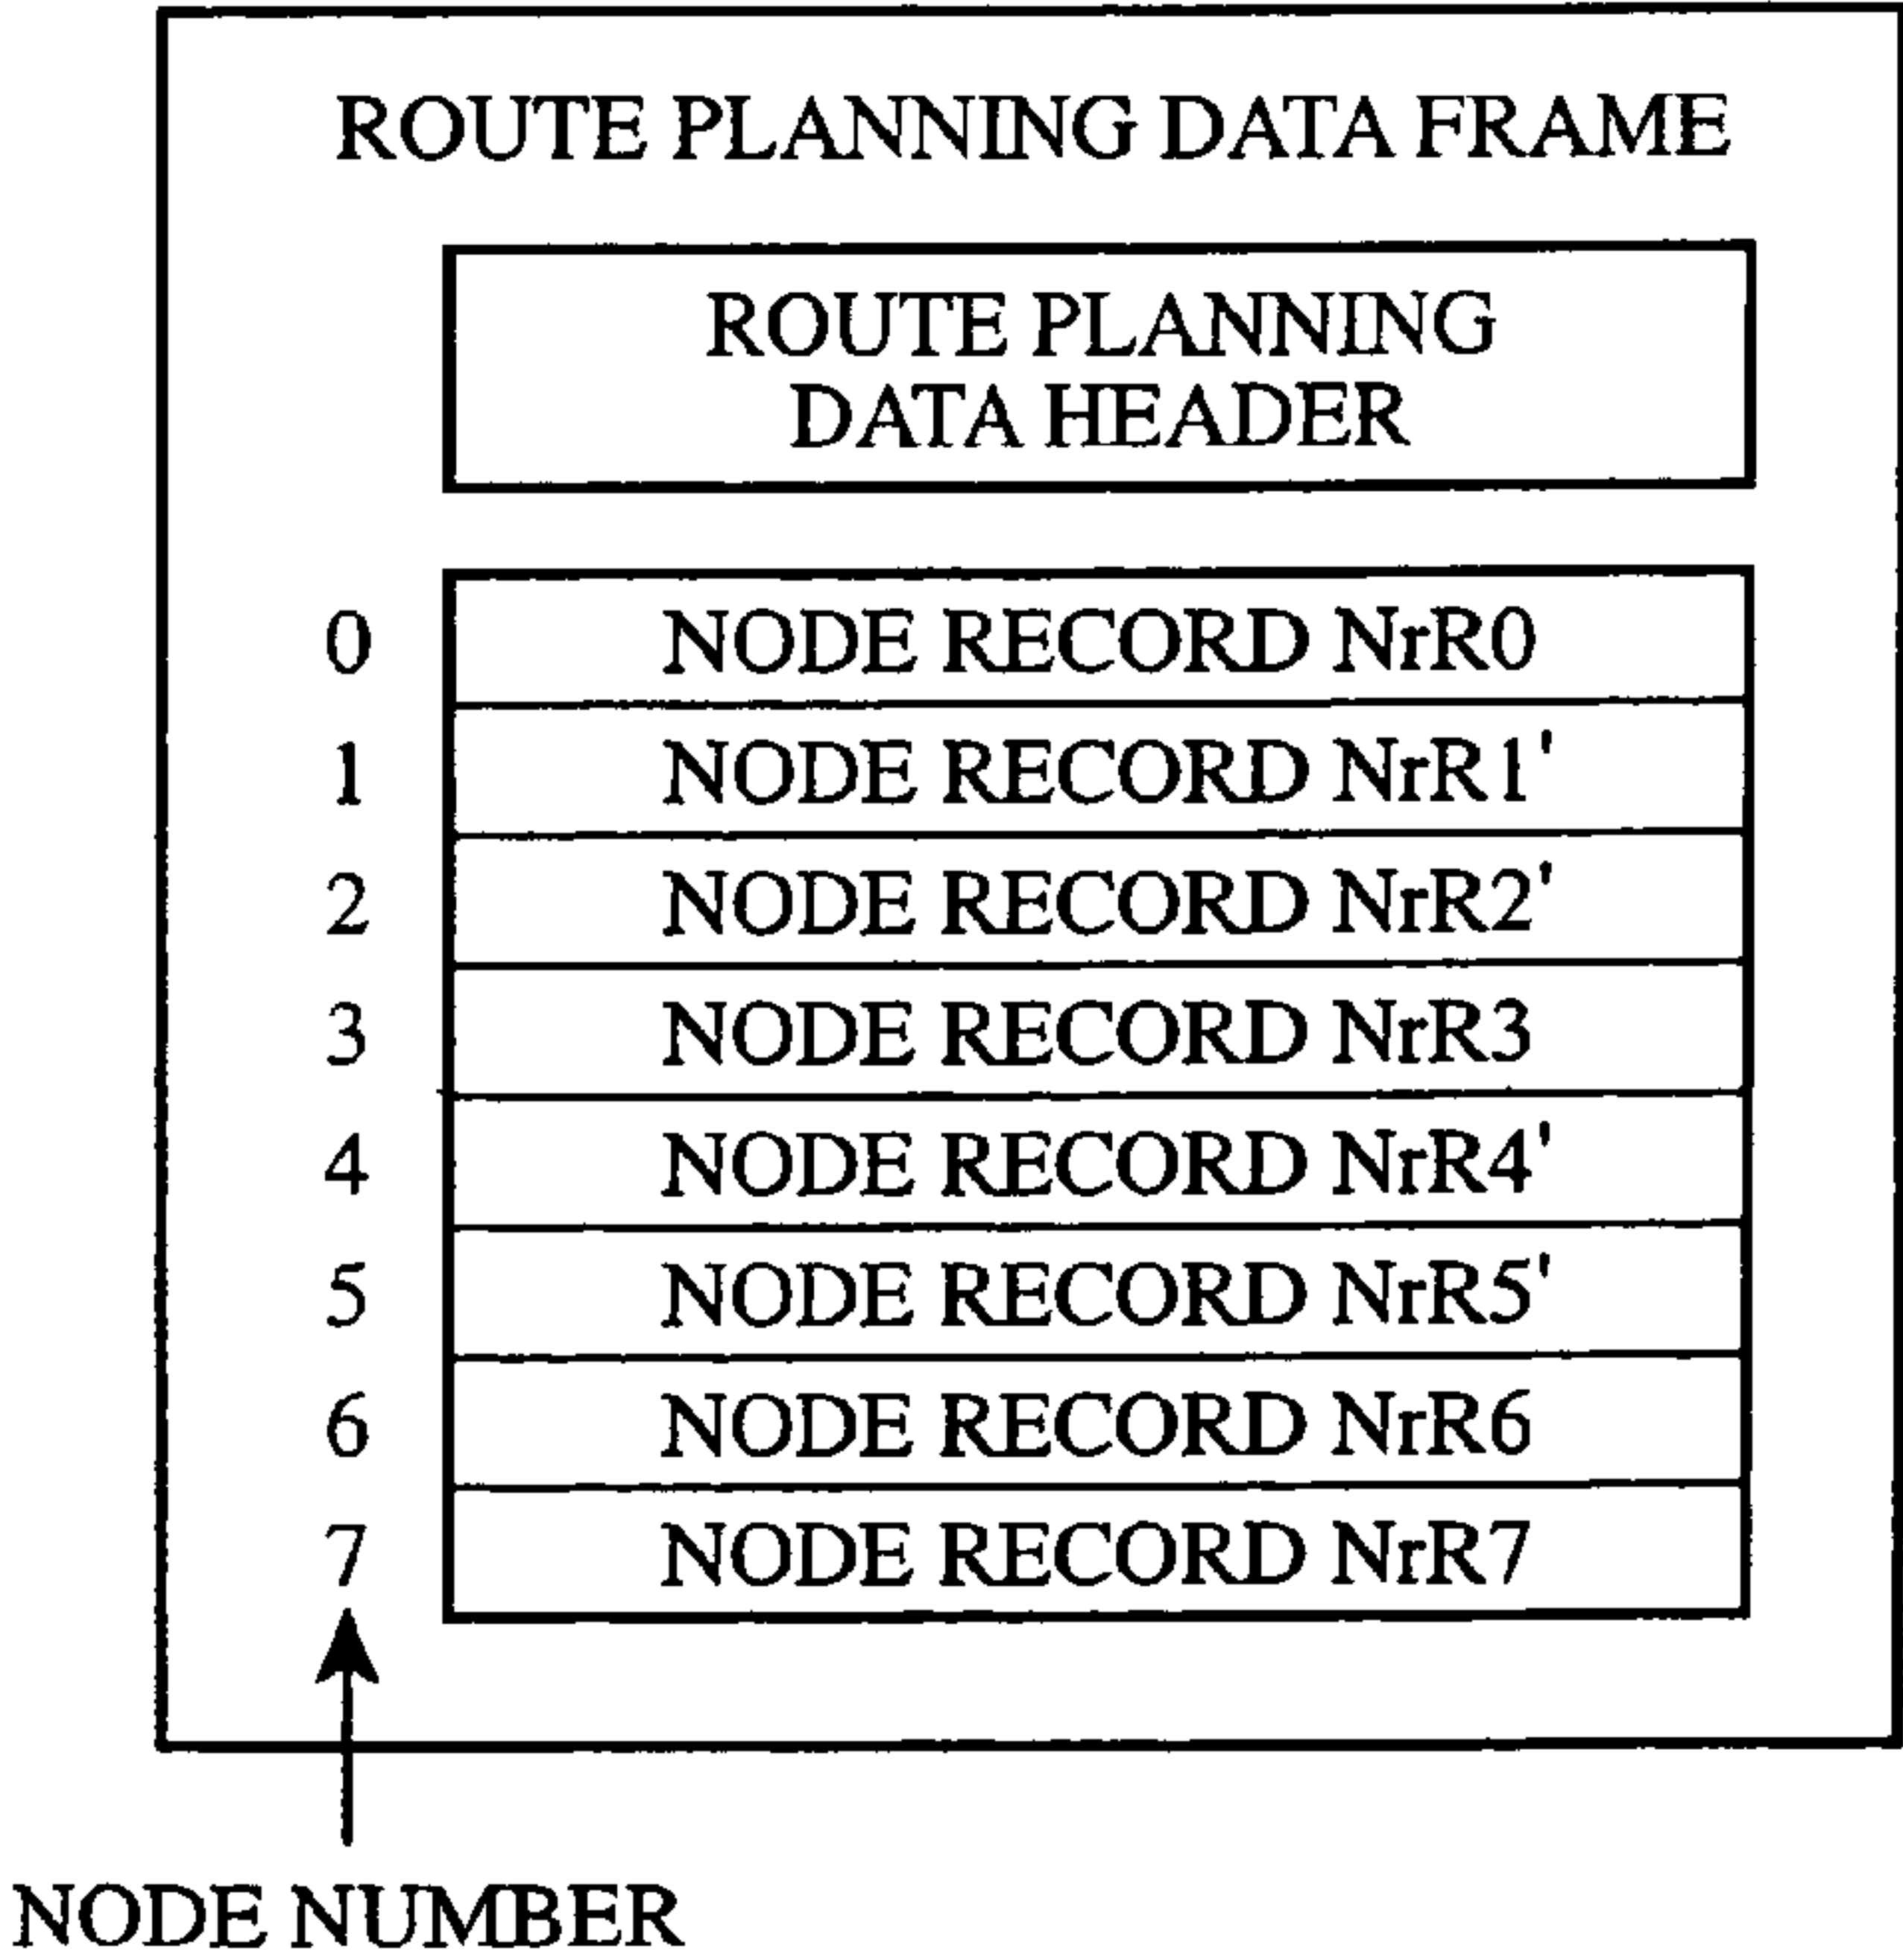 ROUTE PLANNING DATA FRAME
ROUTE PLANNING
DATA HEADER
0 NODE RECORD NrR0
1 NODE RECORD NrR1'
2 NODE RECORD NrR2'
3 NODE RECORD NrR3
4 NODE RECORD NrR4'
5 NODE RECORD NrR5'
6 NODE RECORD NrR6
7 NODE RECORD NrR7
NODE NUMBER